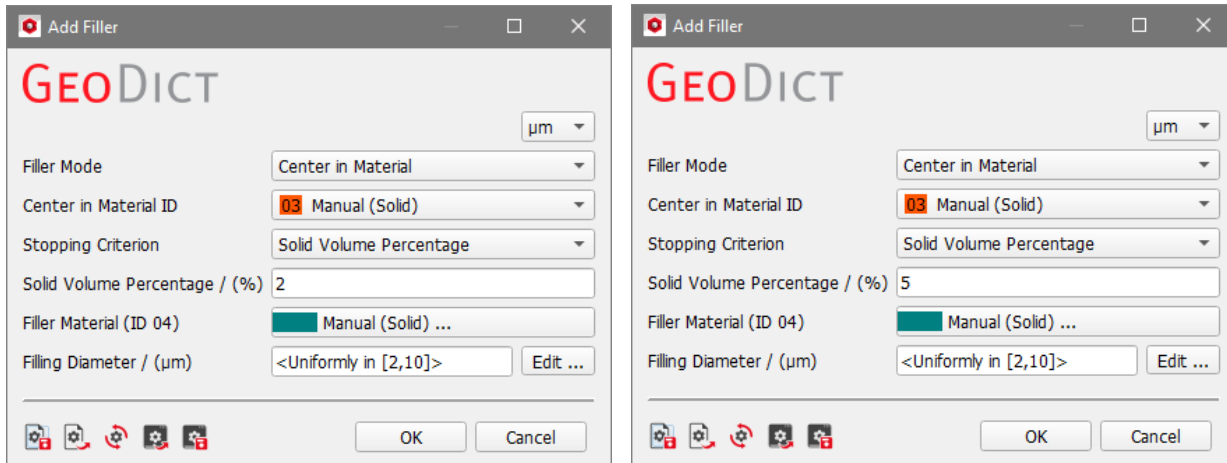 Add Filler
GEODICT
µm
Filler Mode Center in Material
Center in Material ID 03 Manual (Solid)
Stopping Criterion Solid Volume Percentage
Solid Volume Percentage / (%) 2
Filler Material (ID 04) Manual (Solid) ...
Filling Diameter / (µm) <Uniformly in [2,10]> Edit ...
OK Cancel
Add Filler
GEODICT
µm
Filler Mode Center in Material
Center in Material ID 03 Manual (Solid)
Stopping Criterion Solid Volume Percentage
Solid Volume Percentage / (%) 5
Filler Material (ID 04) Manual (Solid) ...
Filling Diameter / (µm) <Uniformly in [2,10]> Edit ...
OK Cancel